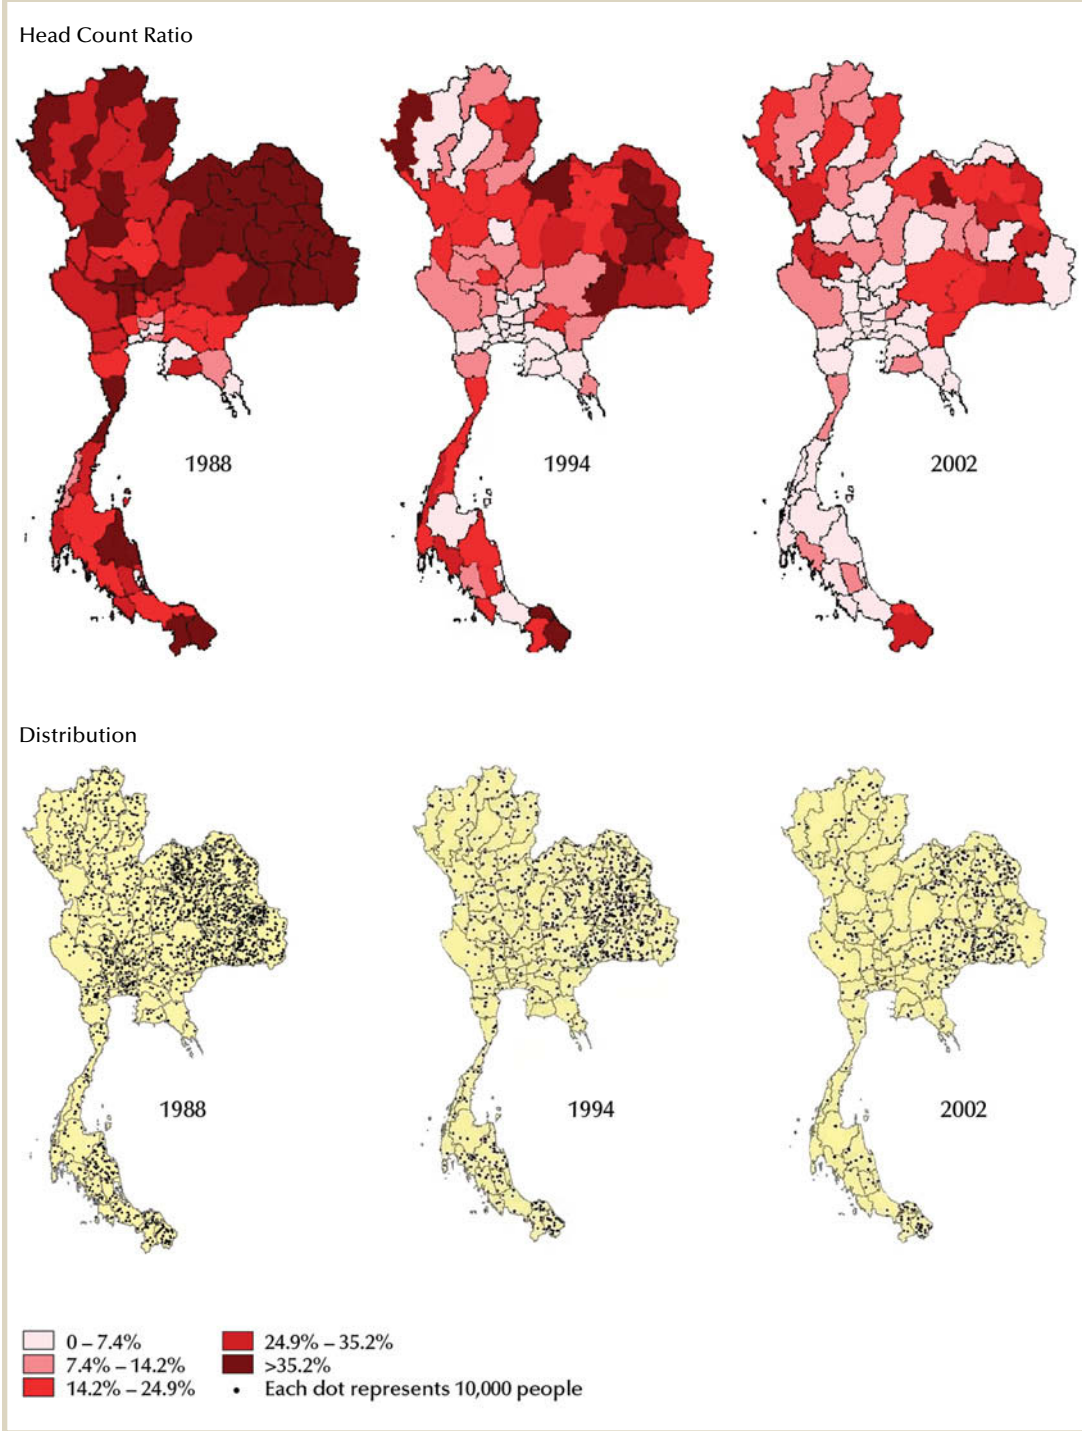 Head Count Ratio
1988
1994
2002
Distribution
1988
1994
2002
0 – 7.4%
7.4% – 14.2%
14.2% – 24.9%
24.9% – 35.2%
>35.2%
Each dot represents 10,000 people